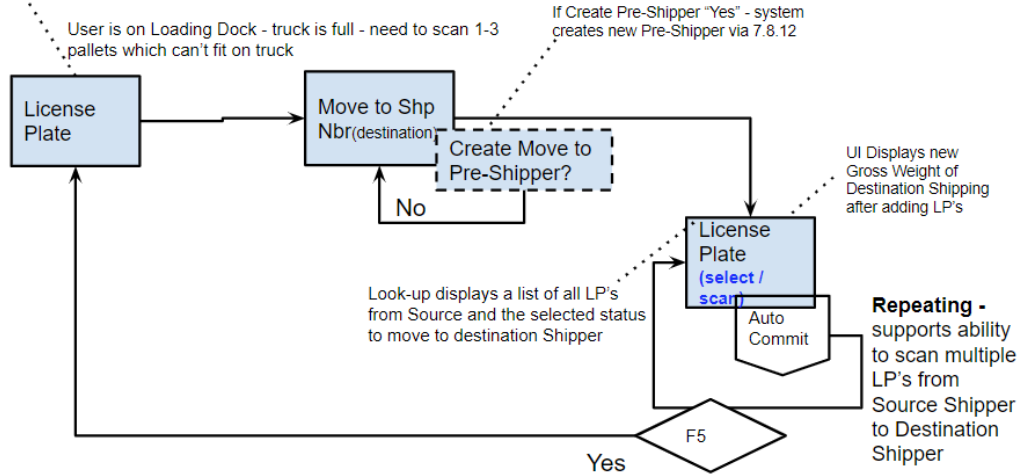 User is on Loading Dock - truck is full - need to scan 1-3
pallets which can’t fit on truck
If Create Pre-Shipper “Yes” - system
creates new Pre-Shipper via 7.8.12
License
Plate
Move to Shp
Nbr(destination)
Create Move to
Pre-Shipper?
No
UI Displays new
Gross Weight of
Destination Shipping
after adding LP’s
License
Plate
(select /
scan)
Look-up displays a list of all LP’s
from Source and the selected status
to move to destination Shipper
Auto
Commit
Repeating -
supports ability
to scan multiple
LP’s from
Source Shipper
to Destination
Shipper
F5
Yes